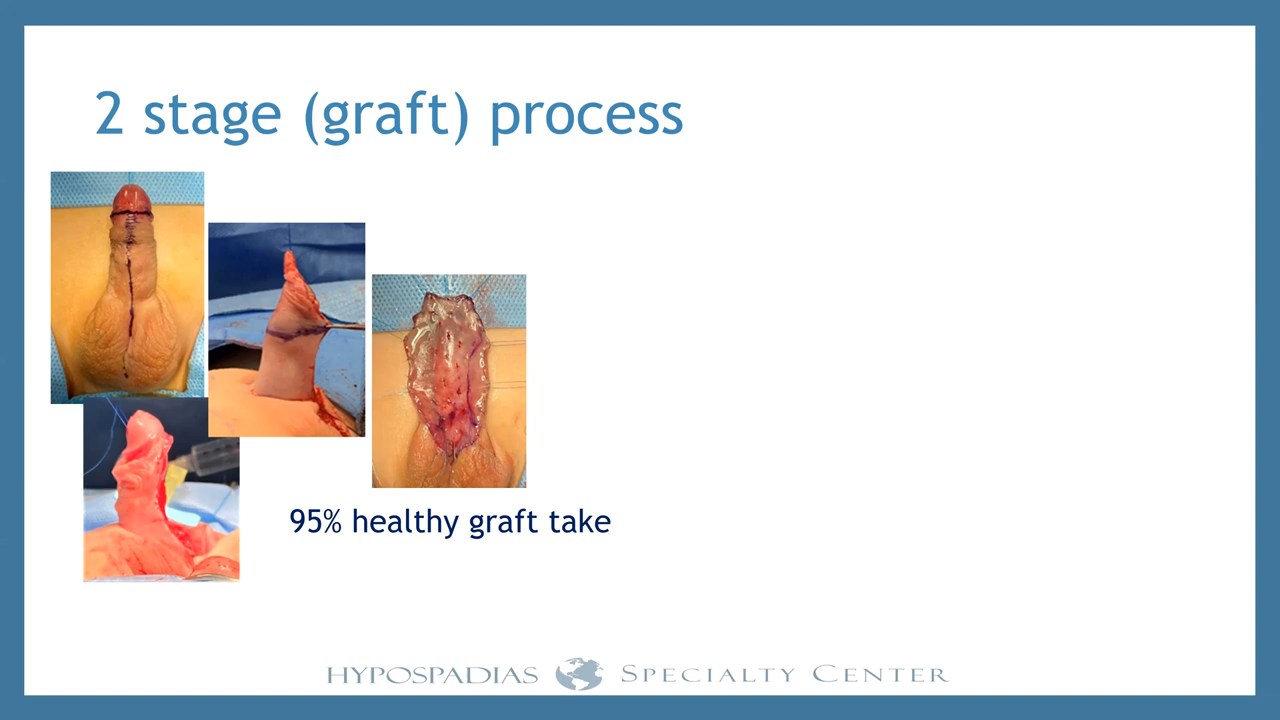 2 stage (graft) process
95% healthy graft take
HYPOSPADIAS SPECIALTY CENTER